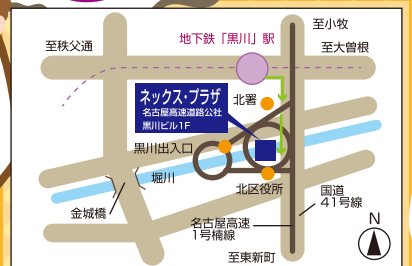 至小牧
地下鉄「黒川」駅
至秩父通
至大曽根
ネックス・プラザ
名古屋高速道路公社
黒川ビル1F
北署
黒川出入口
堀川
北区役所
国道
41号線
金城橋
名古屋高速
1号楠線
N
至東新町